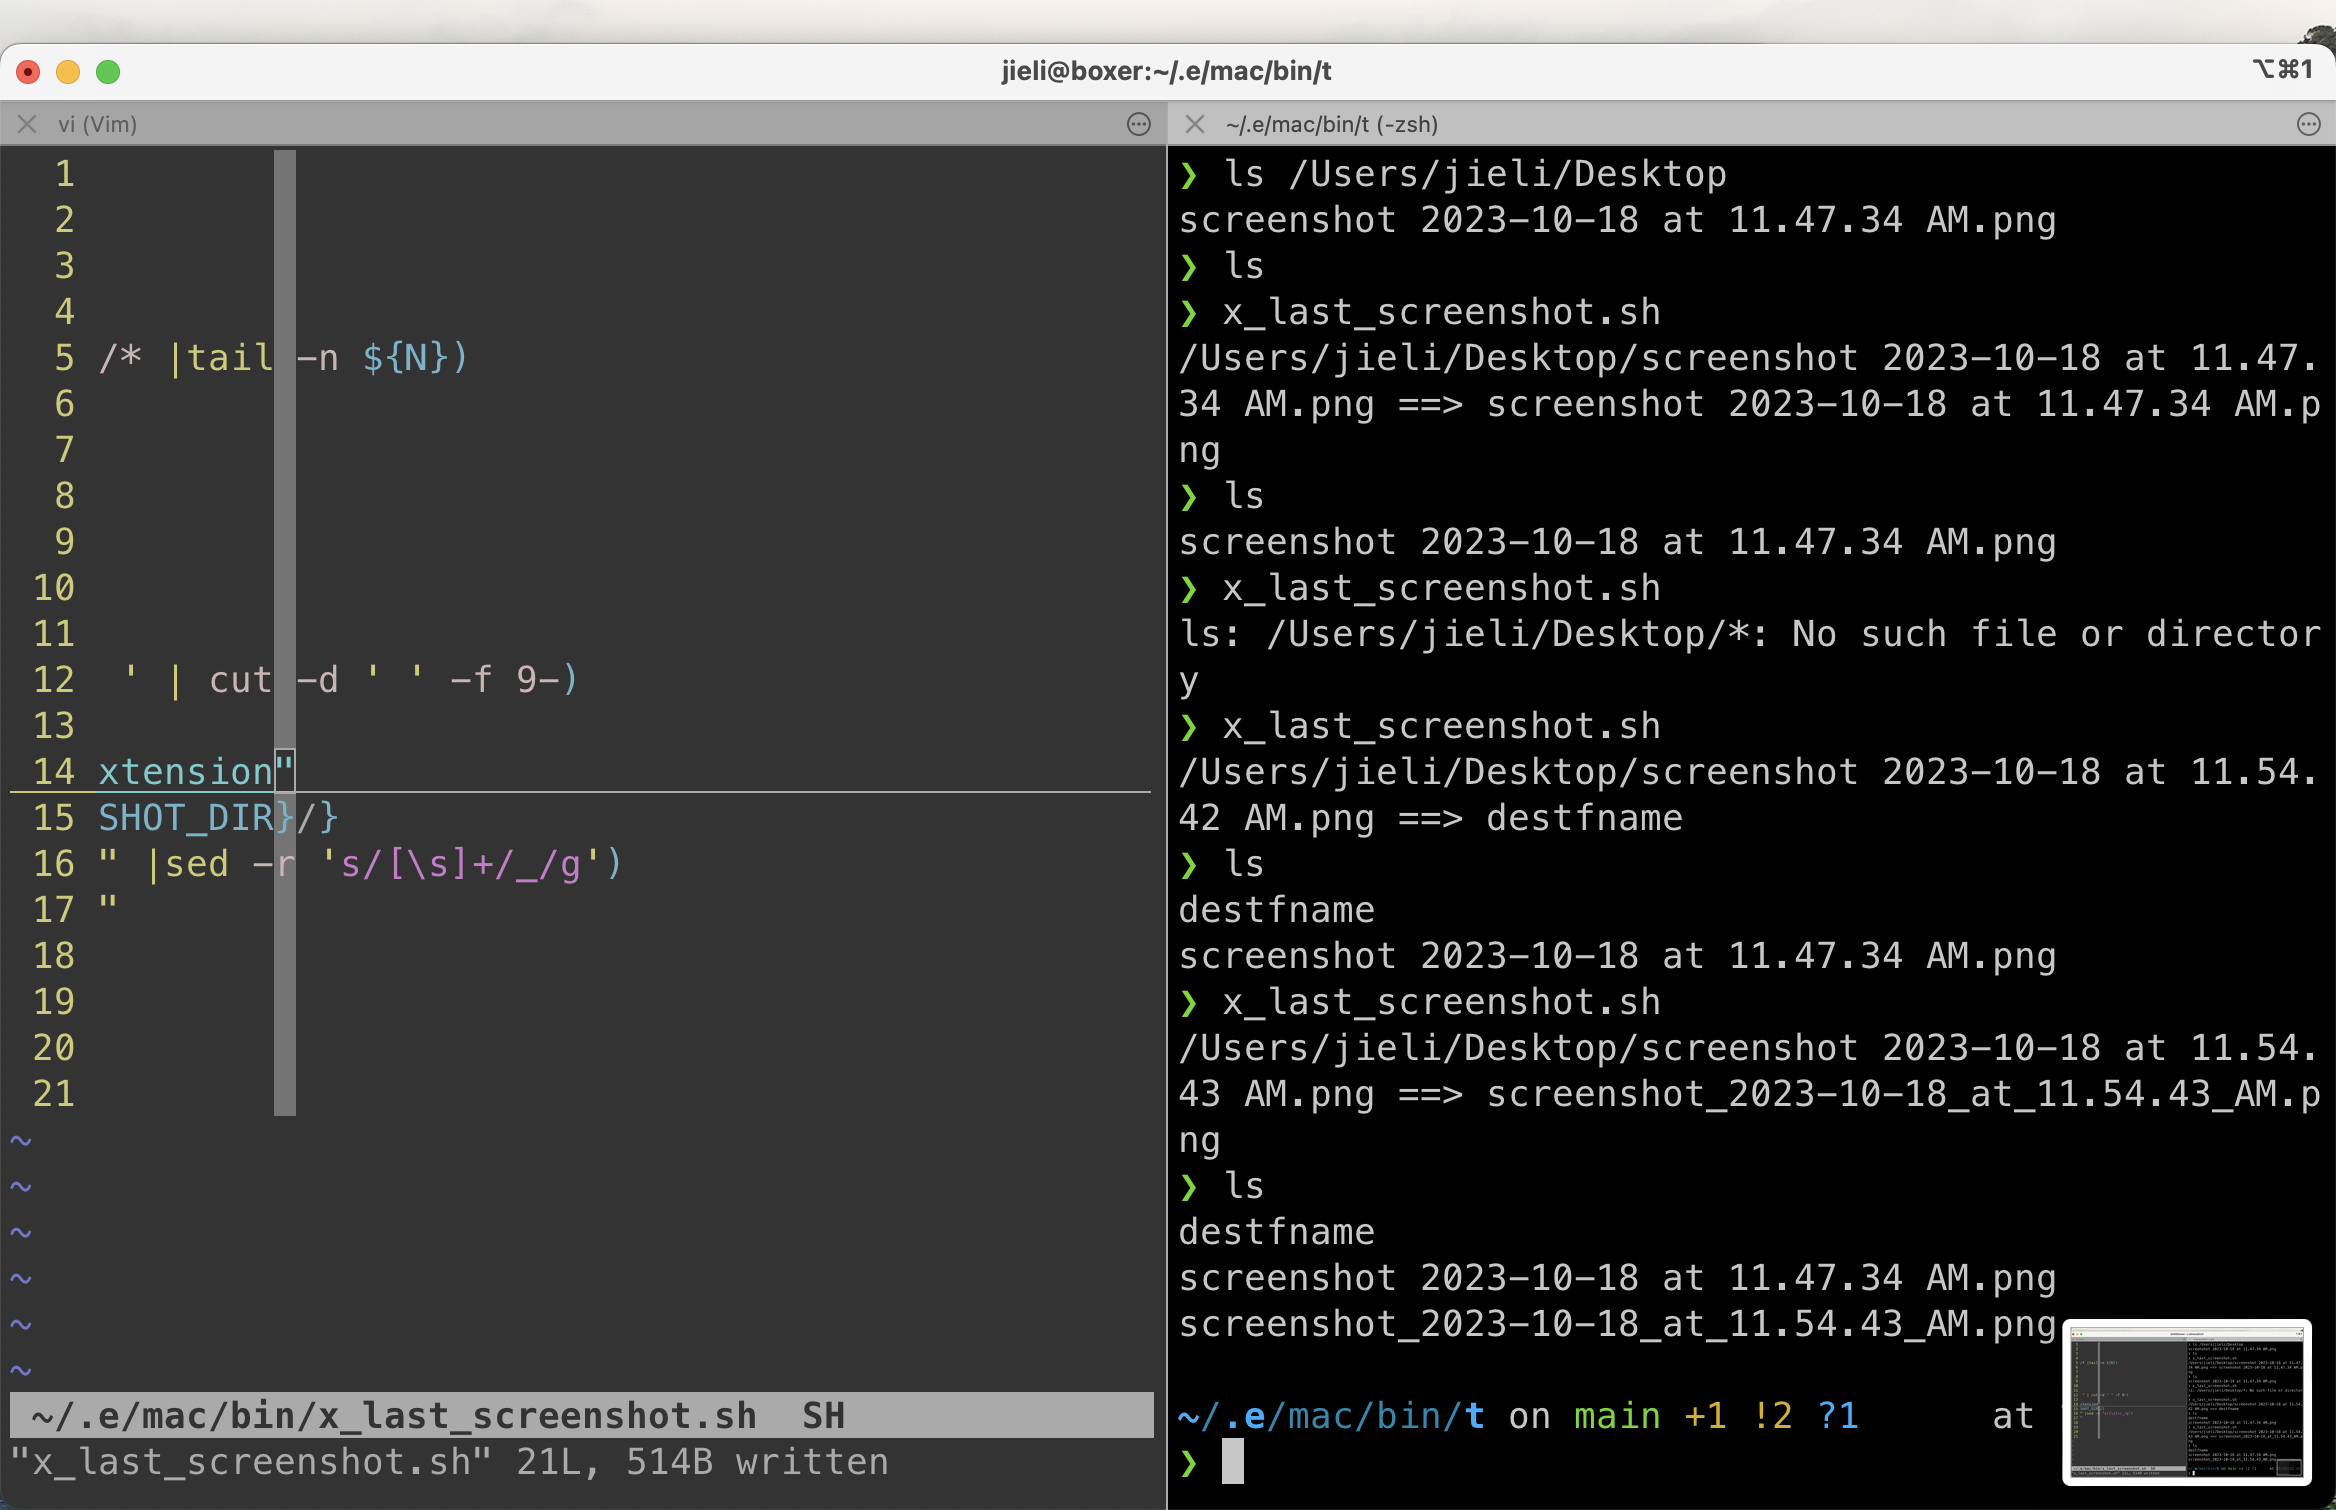 jieli@boxer:~/.e/mac/bin/t
⌥⌘1
vi (Vim)
1
2
3
4
5 /* |tail -n ${N})
6
7
8
9
10
11
12  ' | cut -d ' ' -f 9-)
13
14 xtension"
15 SHOT_DIR}/}
16 " |sed -r 's/[\s]+/_/g')
17 "
18
19
20
21
~
~
~
~
~
~
~/.e/mac/bin/x_last_screenshot.sh  SH
"x_last_screenshot.sh" 21L, 514B written
~/.e/mac/bin/t (-zsh)
❯ ls /Users/jieli/Desktop
screenshot 2023-10-18 at 11.47.34 AM.png
❯ ls
❯ x_last_screenshot.sh
/Users/jieli/Desktop/screenshot 2023-10-18 at 11.47.
34 AM.png ==> screenshot 2023-10-18 at 11.47.34 AM.p
ng
❯ ls
screenshot 2023-10-18 at 11.47.34 AM.png
❯ x_last_screenshot.sh
ls: /Users/jieli/Desktop/*: No such file or director
y
❯ x_last_screenshot.sh
/Users/jieli/Desktop/screenshot 2023-10-18 at 11.54.
42 AM.png ==> destfname
❯ ls
destfname
screenshot 2023-10-18 at 11.47.34 AM.png
❯ x_last_screenshot.sh
/Users/jieli/Desktop/screenshot 2023-10-18 at 11.54.
43 AM.png ==> screenshot_2023-10-18_at_11.54.43_AM.p
ng
❯ ls
destfname
screenshot 2023-10-18 at 11.47.34 AM.png
screenshot_2023-10-18_at_11.54.43_AM.png
~/.e/mac/bin/t on main +1 !2 ?1 at
❯